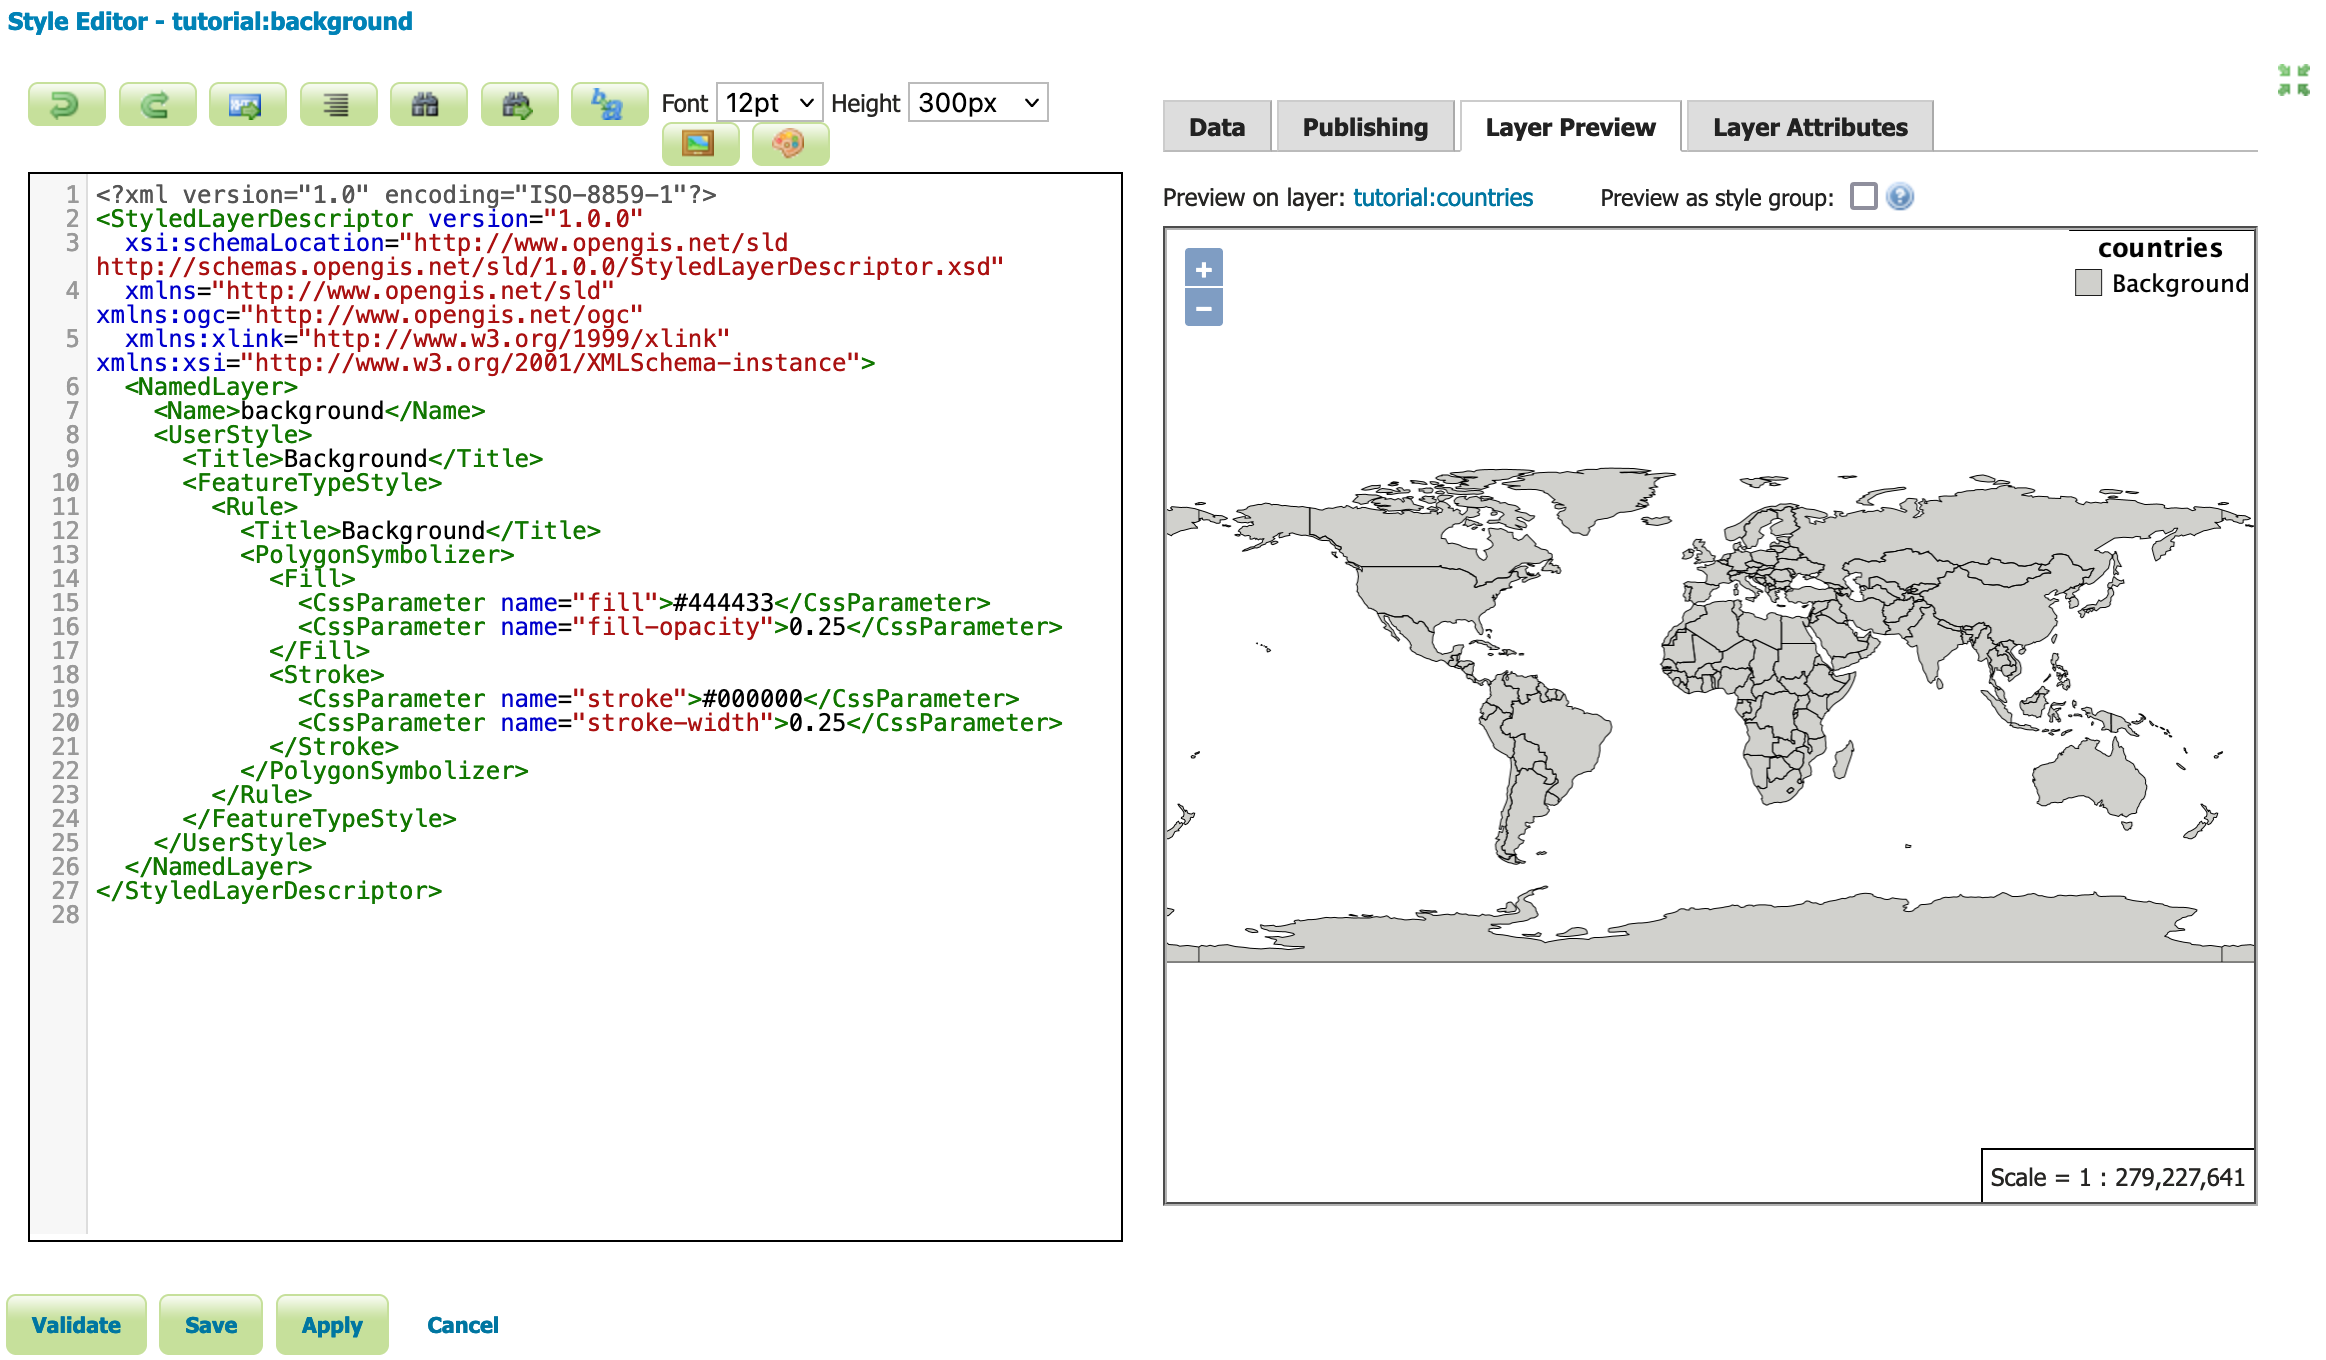 Style Editor - tutorial:background
Font 12pt Height 300px
1 <?xml version="1.0" encoding="ISO-8859-1"?>
2 <StyledLayerDescriptor version="1.0.0"
3 xsi:schemaLocation="http://www.opengis.net/sld
http://schemas.opengis.net/sld/1.0.0/StyledLayerDescriptor.xsd"
4 xmlns="http://www.opengis.net/sld"
xmlns:ogc="http://www.opengis.net/ogc"
5 xmlns:xlink="http://www.w3.org/1999/xlink"
xmlns:xsi="http://www.w3.org/2001/XMLSchema-instance">
6 <NamedLayer>
7 <Name>background</Name>
8 <UserStyle>
9 <Title>Background</Title>
10 <FeatureTypeStyle>
11 <Rule>
12 <Title>Background</Title>
13 <PolygonSymbolizer>
14 <Fill>
15 <CssParameter name="fill">#444433</CssParameter>
16 <CssParameter name="fill-opacity">0.25</CssParameter>
17 </Fill>
18 <Stroke>
19 <CssParameter name="stroke">#000000</CssParameter>
20 <CssParameter name="stroke-width">0.25</CssParameter>
21 </Stroke>
22 </PolygonSymbolizer>
23 </Rule>
24 </FeatureTypeStyle>
25 </UserStyle>
26 </NamedLayer>
27 </StyledLayerDescriptor>
28
Data Publishing Layer Preview Layer Attributes
Preview on layer: tutorial:countries Preview as style group: ?
+
−
countries
Background
Scale = 1 : 279,227,641
Validate Save Apply Cancel